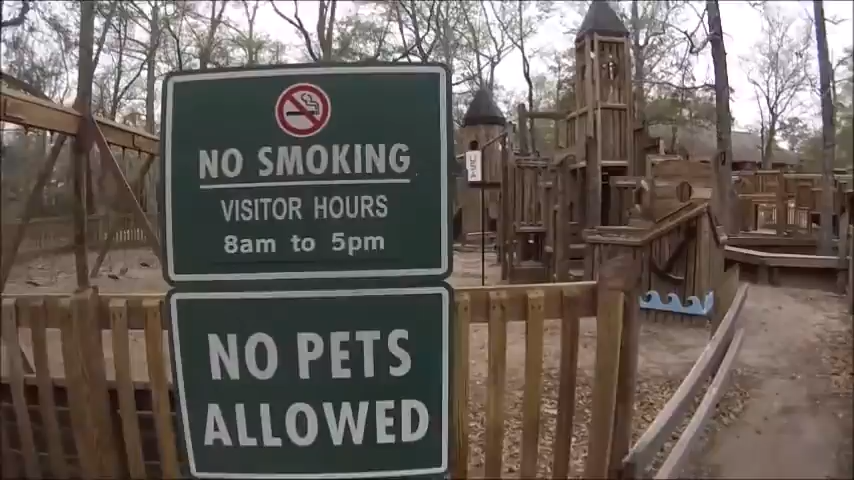 NO SMOKING
VISITOR HOURS
8am to 5pm
NO PETS
ALLOWED